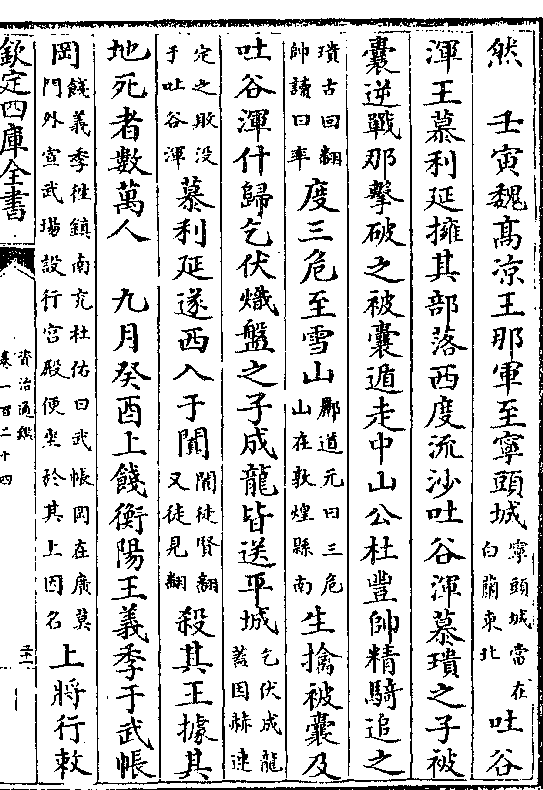 然　壬寅魏高凉王那軍至寧頭城寧頭城當在白蘭東北吐谷
渾王慕利延擁其部落西度流沙吐谷渾慕璝之子被
囊逆戰那擊破之被囊遁走中山公杜豐帥精騎追之
璝古回翻帥讀曰率度三危至雪山酈道元曰三危山在敦煌縣南生擒被囊及
吐谷渾什歸乞伏熾盤之子成龍皆送平城乞伏成龍蓋因赫連
定之敗没于吐谷渾慕利延遂西入于闐闐徒賢翻又徒見翻殺其王據其
地死者數萬人　九月癸酉上餞衡陽王義季于武帳
岡餞義季徃鎮南兖杜佑曰武帳岡在廣莫門外宣武場設行宫殿便坐於其上因名上將行敕
欽定四庫全書
資治通鑑
卷一百二十四